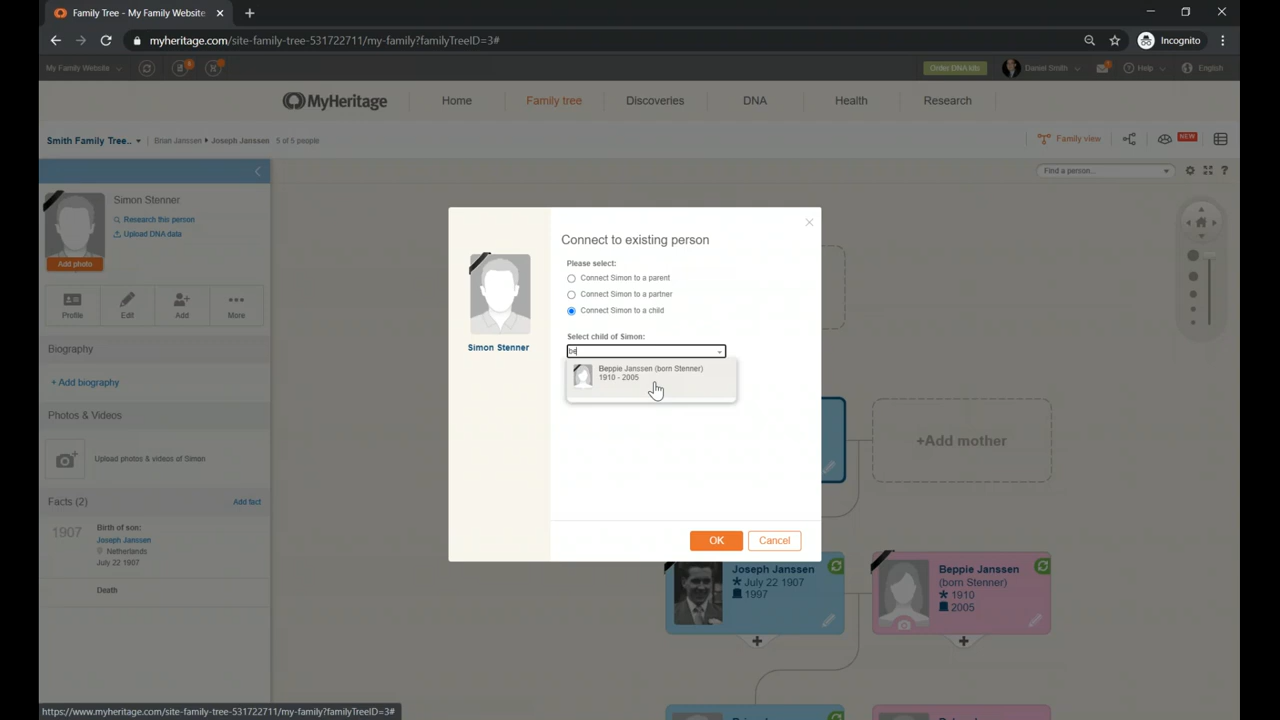 Family Tree - My Family Website
myheritage.com/site-family-tree-531722711/my-family?familyTreeID=3#
Incognito
My Family Website
Order DNA kits
Daniel Smith
Help
English
MyHeritage
Home
Family tree
Discoveries
DNA
Health
Research
Smith Family Tree..
Brian Janssen
Joseph Janssen
5 of 5 people
Family view
NEW
Find a person...
Simon Stenner
Research this person
Upload DNA data
Add photo
Profile
Edit
Add
More
Biography
+ Add biography
Photos & Videos
Upload photos & videos of Simon
Facts (2)
Add fact
1907
Birth of son:
Joseph Janssen
Netherlands
July 22 1907
Death
Simon Stenner
Connect to existing person
Please select:
Connect Simon to a parent
Connect Simon to a partner
Connect Simon to a child
Select child of Simon:
be
Beppie Janssen (born Stenner)
1910 - 2005
OK
Cancel
+Add mother
Joseph Janssen
July 22 1907
1997
Beppie Janssen
(born Stenner)
1910
2005
https://www.myheritage.com/site-family-tree-531722711/my-family?familyTreeID=3#